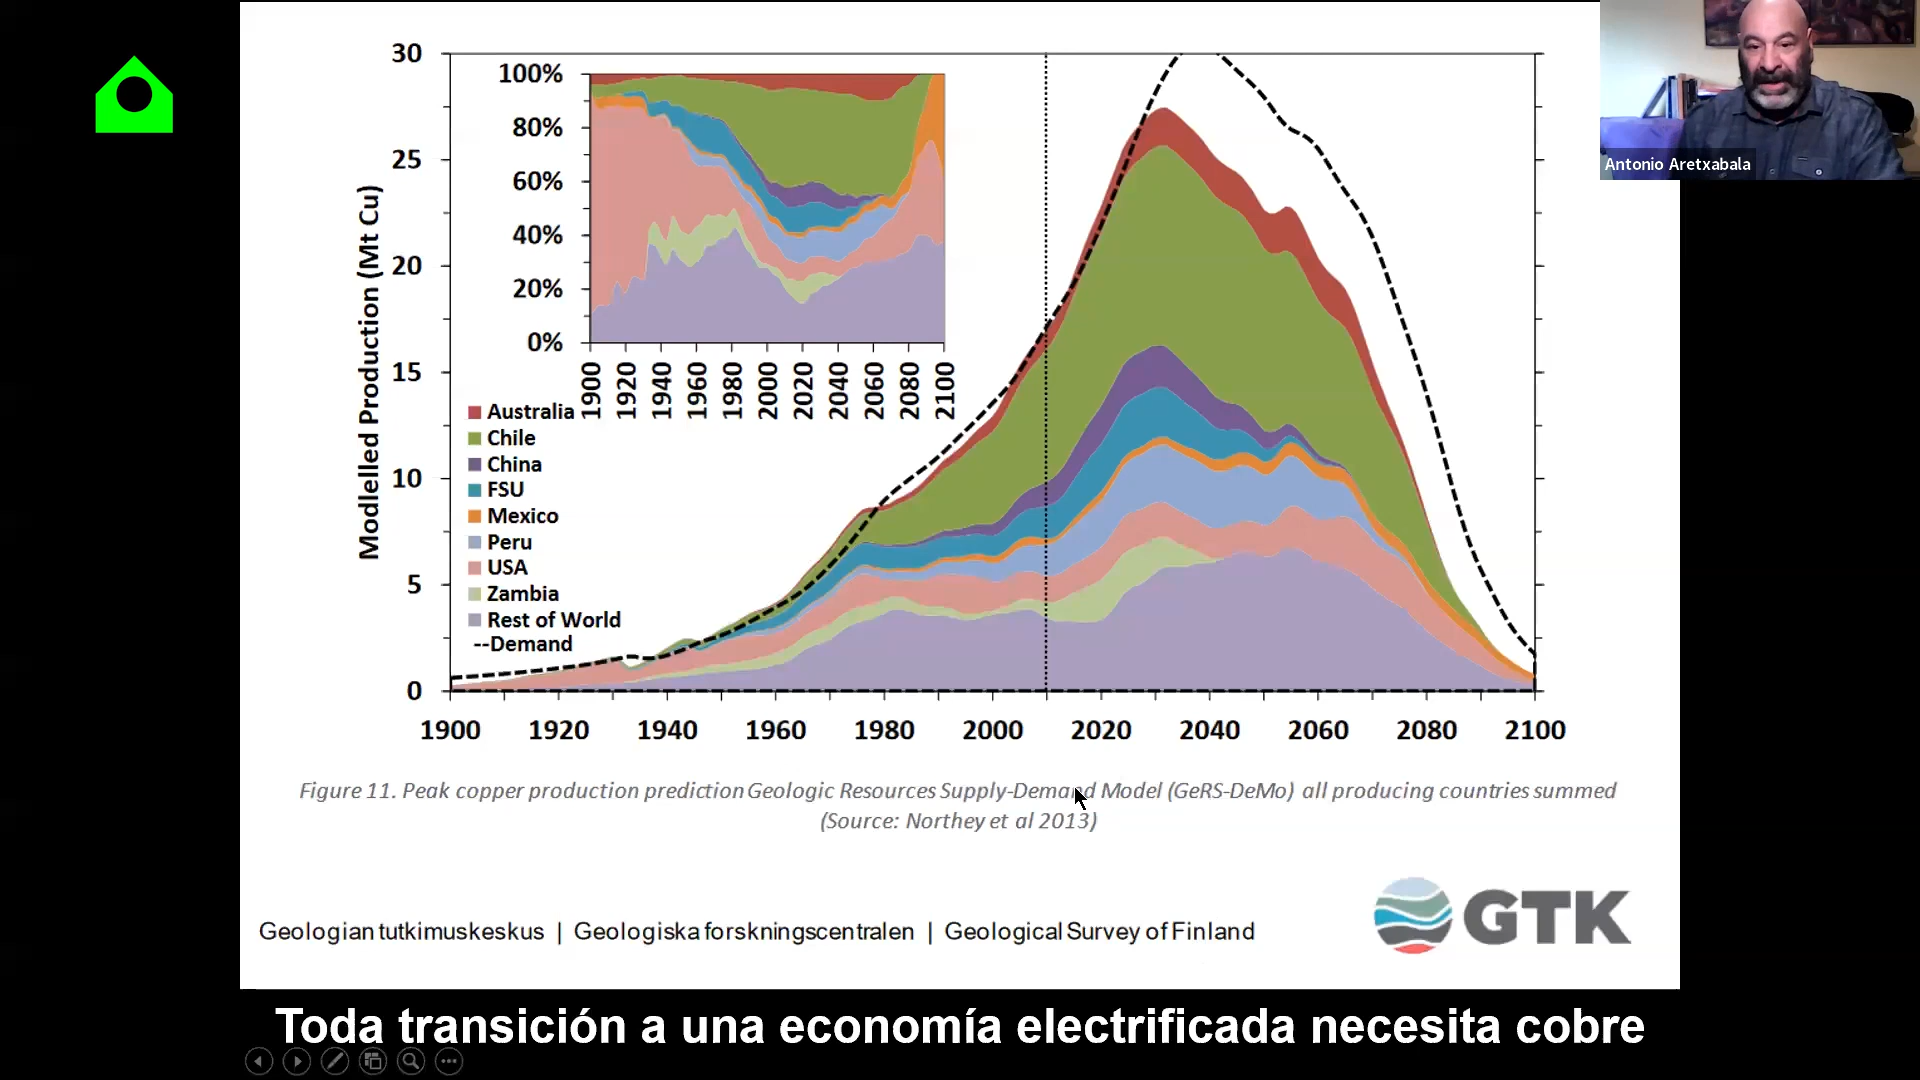 30
25
20
15
10
5
0
Modlelled Production (Mt Cu)
100%
80%
60%
40%
20%
0%
1900
1920
1940
1960
1980
2000
2020
2040
2060
2080
2100
Australia
Chile
China
FSU
Mexico
Peru
USA
Zambia
Rest of World
--Demand
1900 1920 1940 1960 1980 2000 2020 2040 2060 2080 2100
Figure 11. Peak copper production prediction Geologic Resources Supply-Demand Model (GeRS-DeMo) all producing countries summed
(Source: Northey et al 2013)
Geologian tutkimuskeskus | Geologiska forskningscentralen | Geological Survey of Finland
GTK
Antonio Aretxabala
Toda transición a una economía electrificada necesita cobre